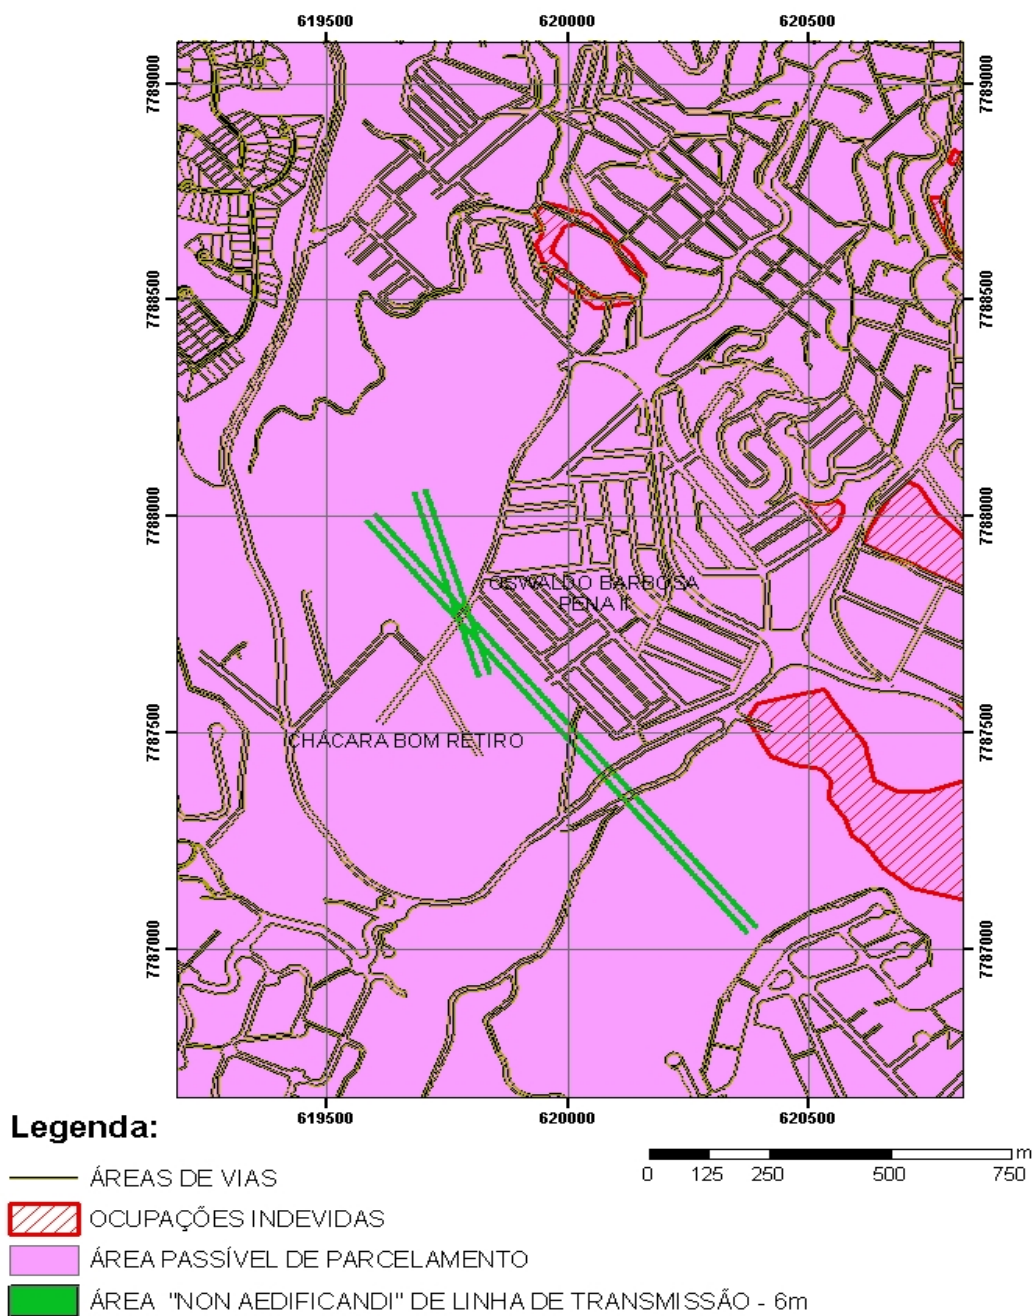 619500 620000 620500
7789000 7789000
7788500 7788500
7788000 7788000
OSWALDO BARBOSA
PENA II
7787500 7787500
CHÁCARA BOM RETIRO
7787000 7787000
619500 620000 620500
Legenda:
m
0 125 250 500 750
ÁREAS DE VIAS
OCUPAÇÕES INDEVIDAS
ÁREA PASSÍVEL DE PARCELAMENTO
ÁREA "NON AEDIFICANDI" DE LINHA DE TRANSMISSÃO - 6m